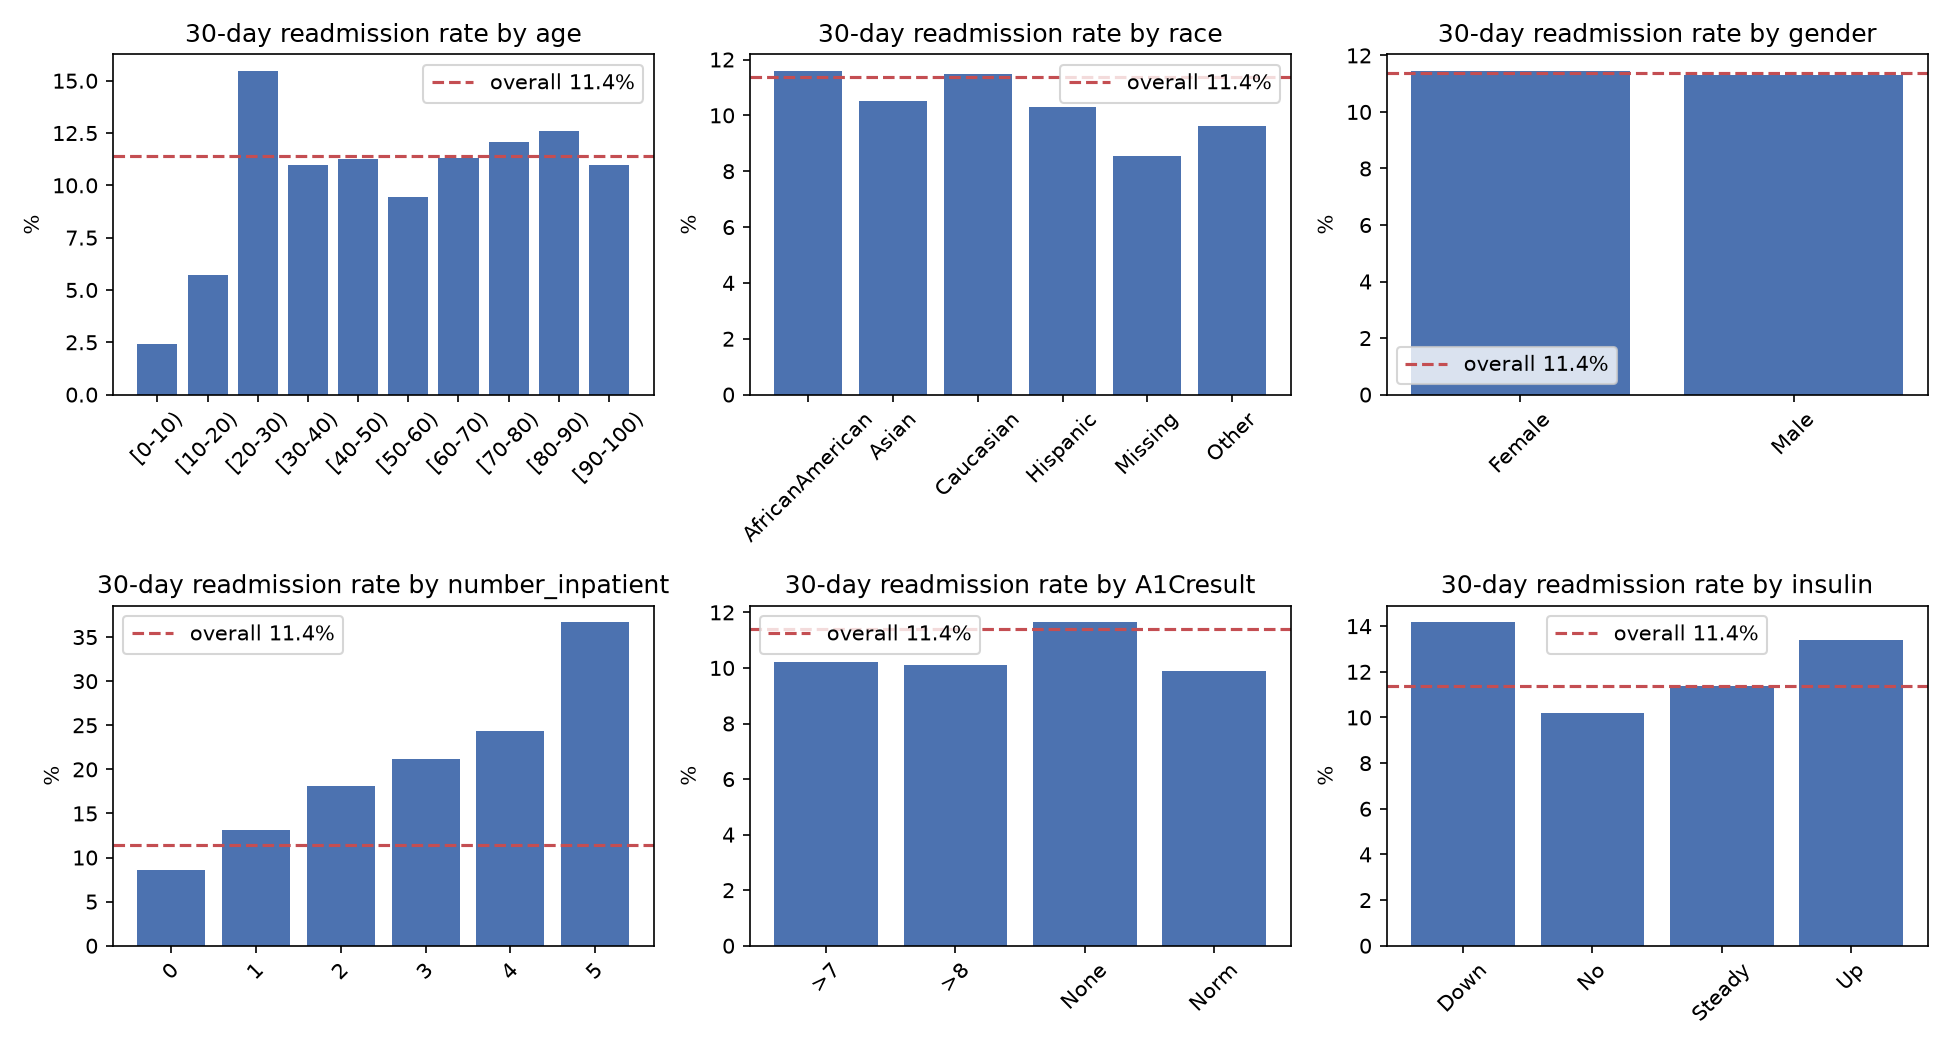 30-day readmission rate by age
overall 11.4%
%
15.0
12.5
10.0
7.5
5.0
2.5
0.0
[0-10)
[10-20)
[20-30)
[30-40)
[40-50)
[50-60)
[60-70)
[70-80)
[80-90)
[90-100)
30-day readmission rate by race
overall 11.4%
%
12
10
8
6
4
2
0
AfricanAmerican
Asian
Caucasian
Hispanic
Missing
Other
30-day readmission rate by gender
overall 11.4%
%
12
10
8
6
4
2
0
Female
Male
30-day readmission rate by number_inpatient
overall 11.4%
%
35
30
25
20
15
10
5
0
0
1
2
3
4
5
30-day readmission rate by A1Cresult
overall 11.4%
%
12
10
8
6
4
2
0
>7
>8
None
Norm
30-day readmission rate by insulin
overall 11.4%
%
14
12
10
8
6
4
2
0
Down
No
Steady
Up